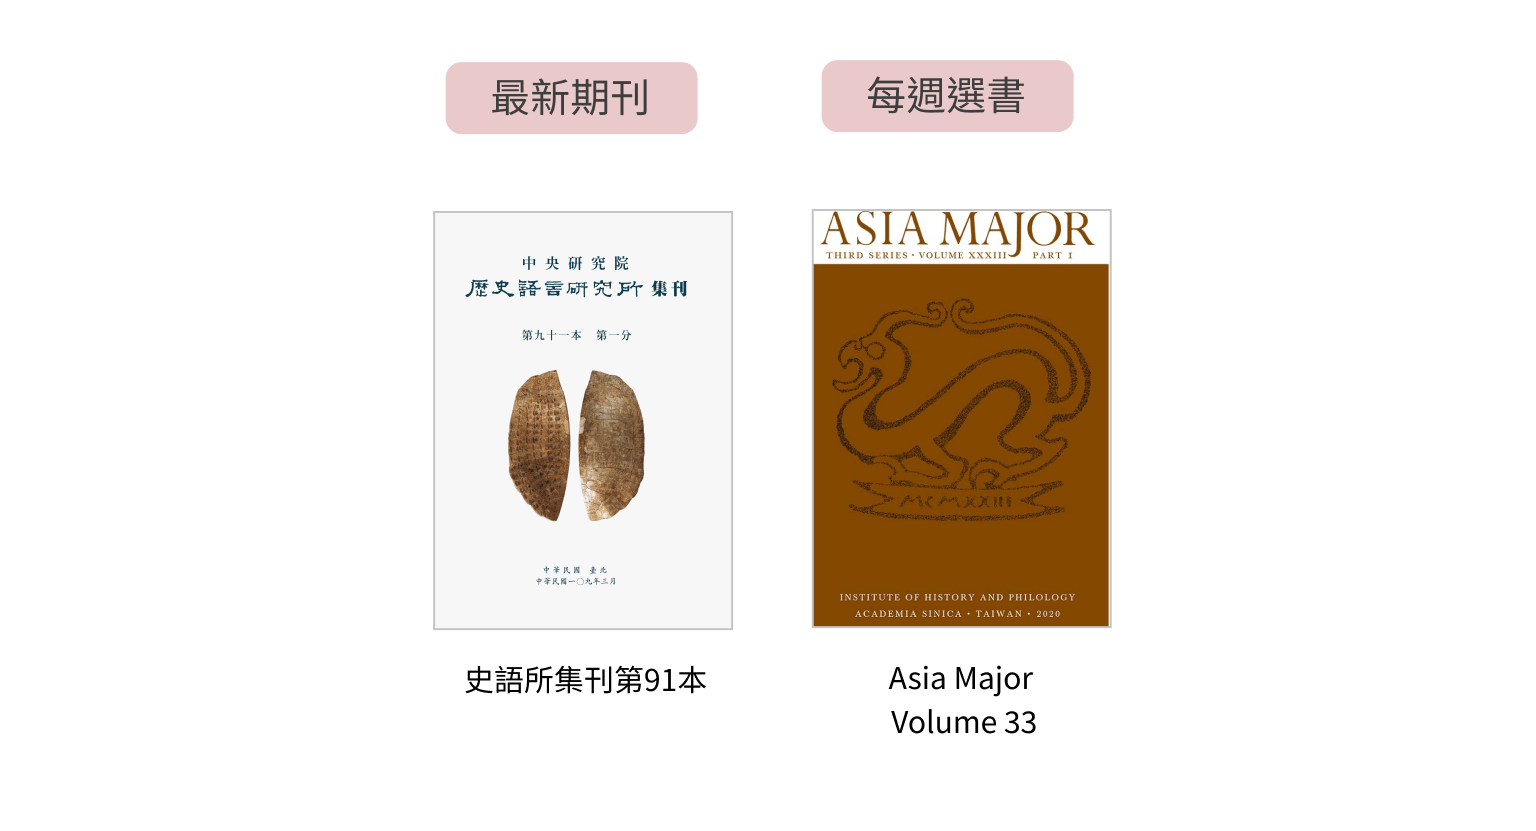 最新期刊
中央研究院
歷史語言研究所集刊
第九十一本 第一分
中華民國 臺北
中華民國一〇九年三月
史語所集刊第91本
每週選書
ASIA MAJOR
THIRD SERIES • VOLUME XXXIII PART 1
MCMXXIII
INSTITUTE OF HISTORY AND PHILOLOGY
ACADEMIA SINICA • TAIWAN • 2020
Asia Major
Volume 33